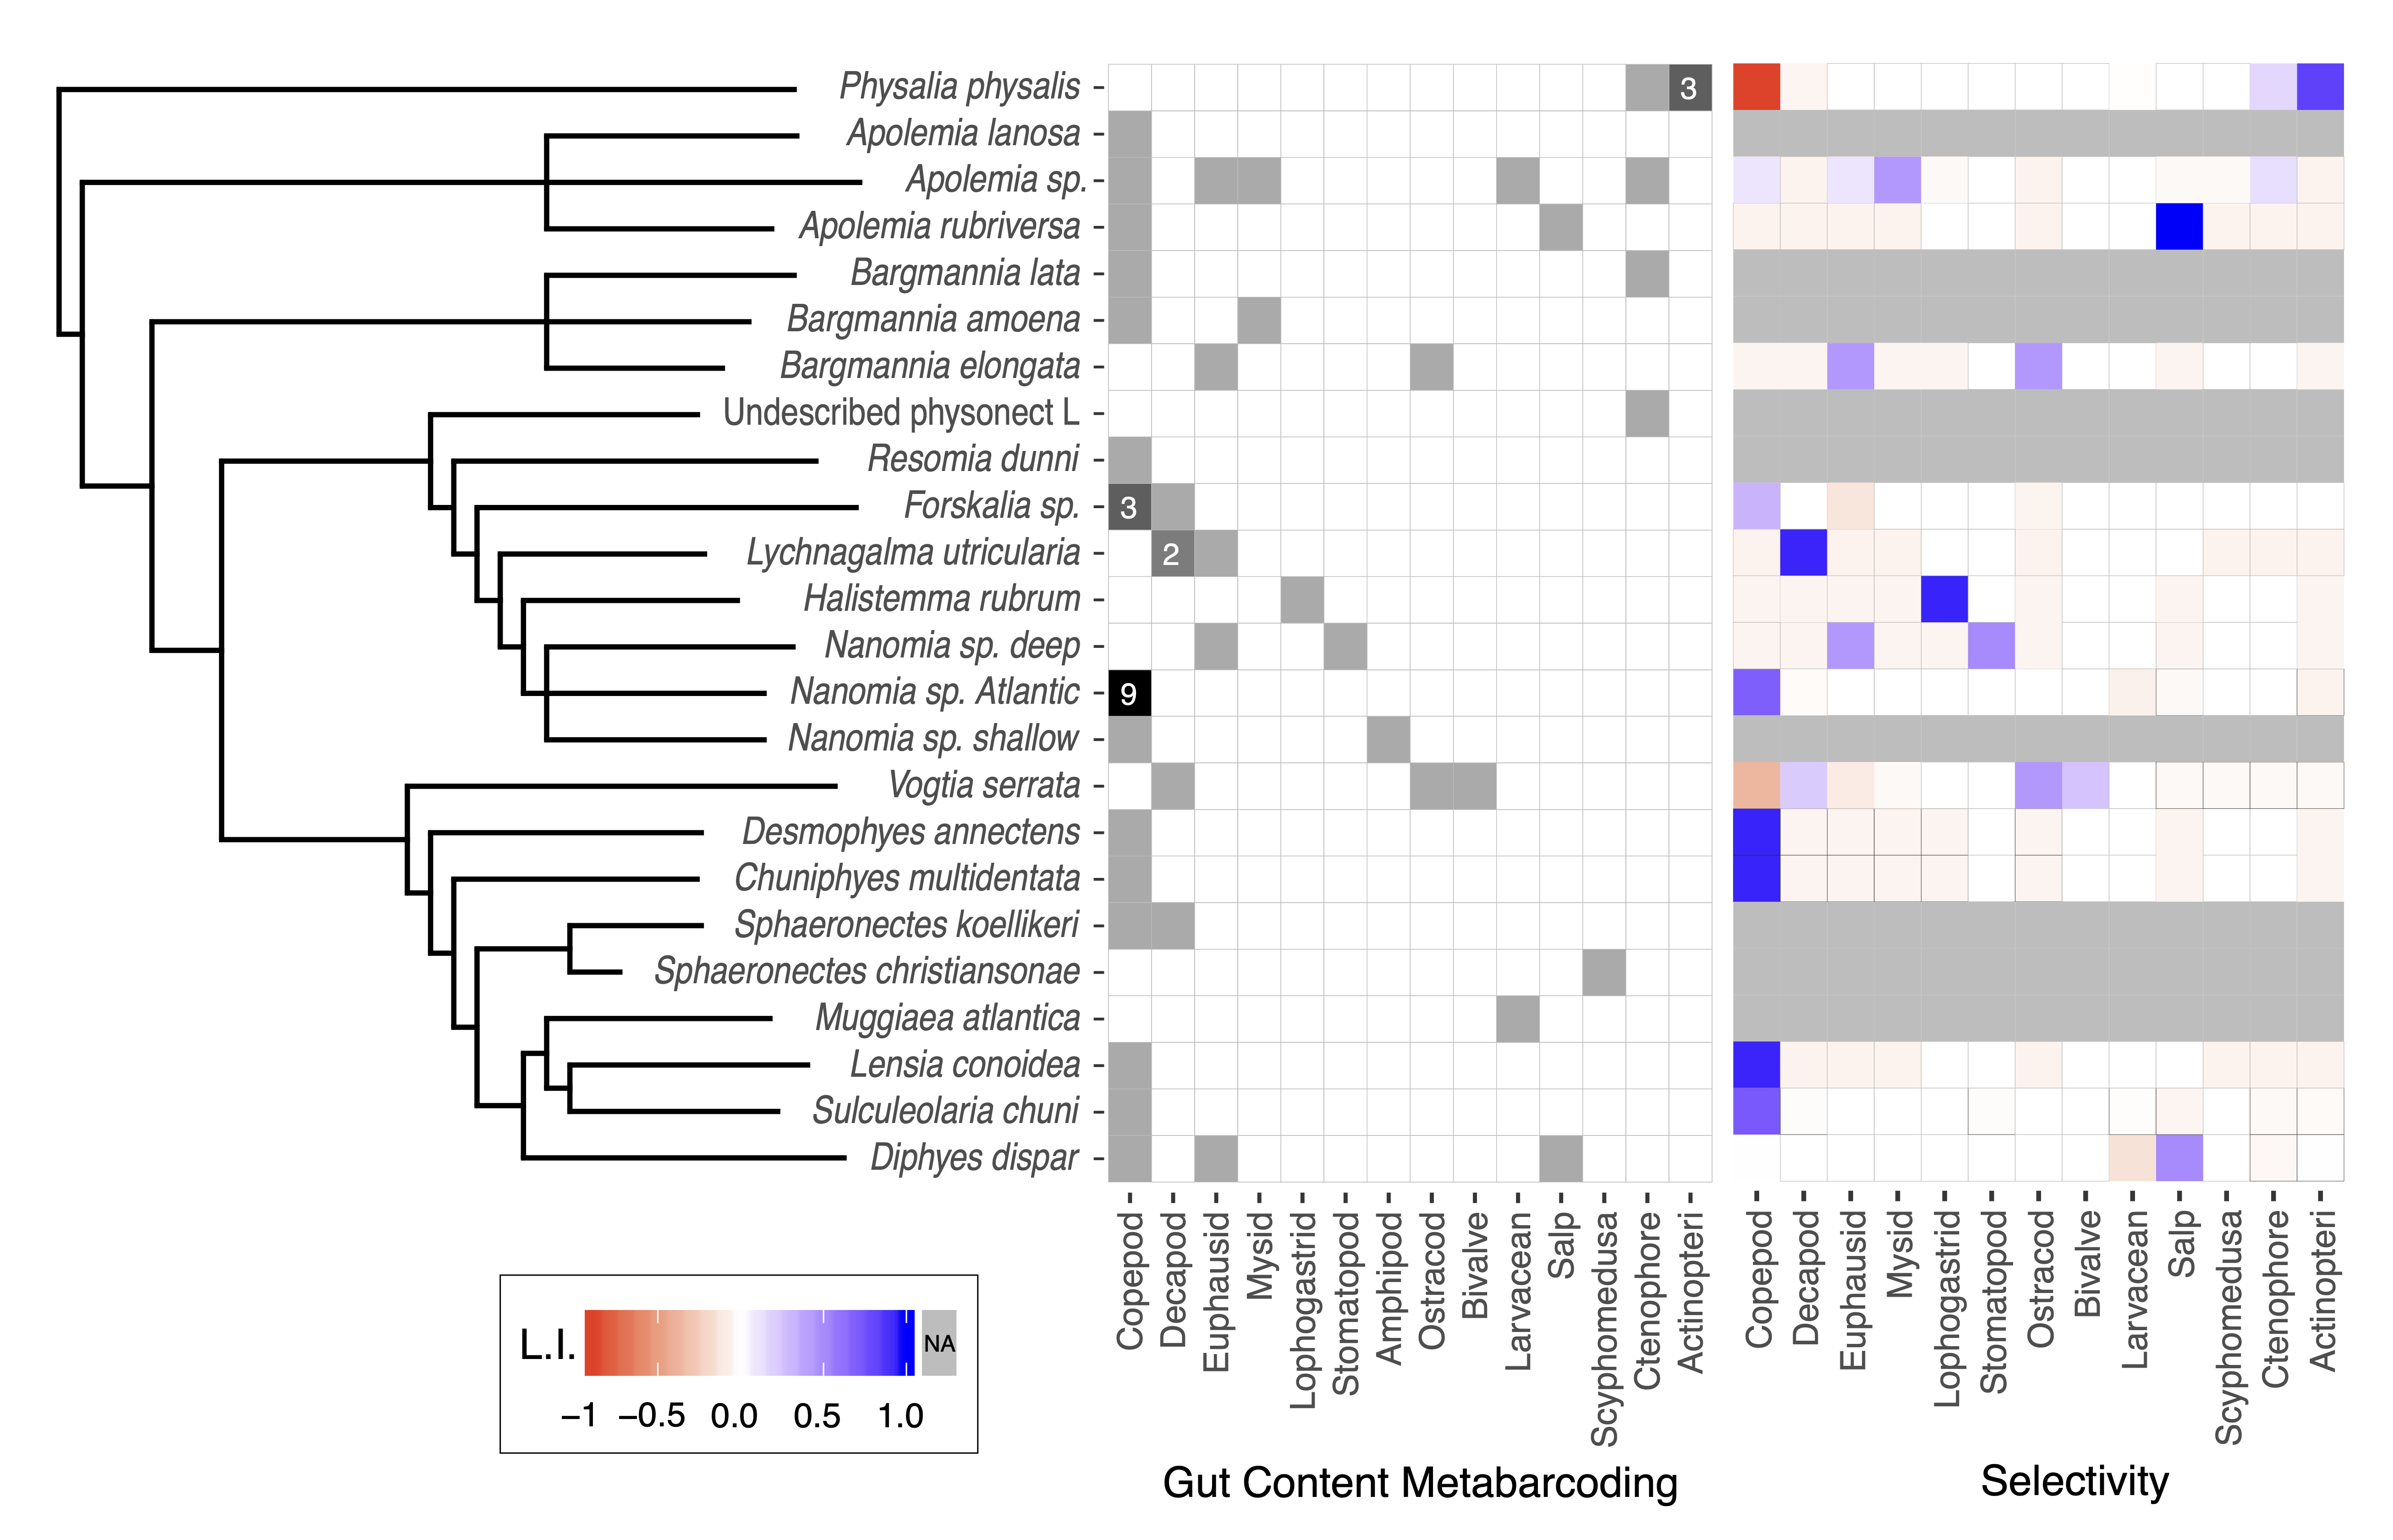 Physalia physalis
3
Apolemia lanosa
Apolemia sp.
Apolemia rubriversa
Bargmannia lata
Bargmannia amoena
Bargmannia elongata
Undescribed physonect L
Resomia dunni
Forskalia sp.
3
Lychnagalma utricularia
2
Halistemma rubrum
Nanomia sp. deep
Nanomia sp. Atlantic
9
Nanomia sp. shallow
Vogtia serrata
Desmophyes annectens
Chuniphyes multidentata
Sphaeronectes koellikeri
Sphaeronectes christiansonae
Muggiaea atlantica
Lensia conoidea
Sulculeolaria chuni
Diphyes dispar
Copepod
Decapod
Euphausid
Mysid
Lophogastrid
Stomatopod
Amphipod
Ostracod
Bivalve
Larvacean
Salp
Scyphomedusa
Ctenophore
Actinopteri
Copepod
Decapod
Euphausid
Mysid
Lophogastrid
Stomatopod
Ostracod
Bivalve
Larvacean
Salp
Scyphomedusa
Ctenophore
Actinopteri
L.I.
NA
−1 −0.5 0.0 0.5 1.0
Gut Content Metabarcoding
Selectivity